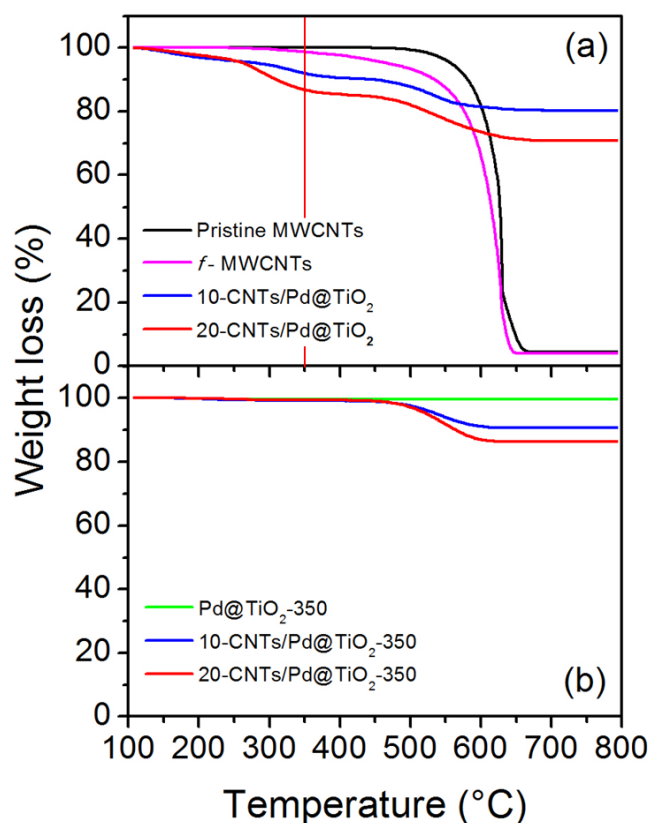 (a)
100
80
60
40
20
0
Pristine MWCNTs
f- MWCNTs
10-CNTs/Pd@TiO₂
20-CNTs/Pd@TiO₂
Weight loss (%)
(b)
100
80
60
40
20
0
Pd@TiO₂-350
10-CNTs/Pd@TiO₂-350
20-CNTs/Pd@TiO₂-350
100 200 300 400 500 600 700 800
Temperature (°C)